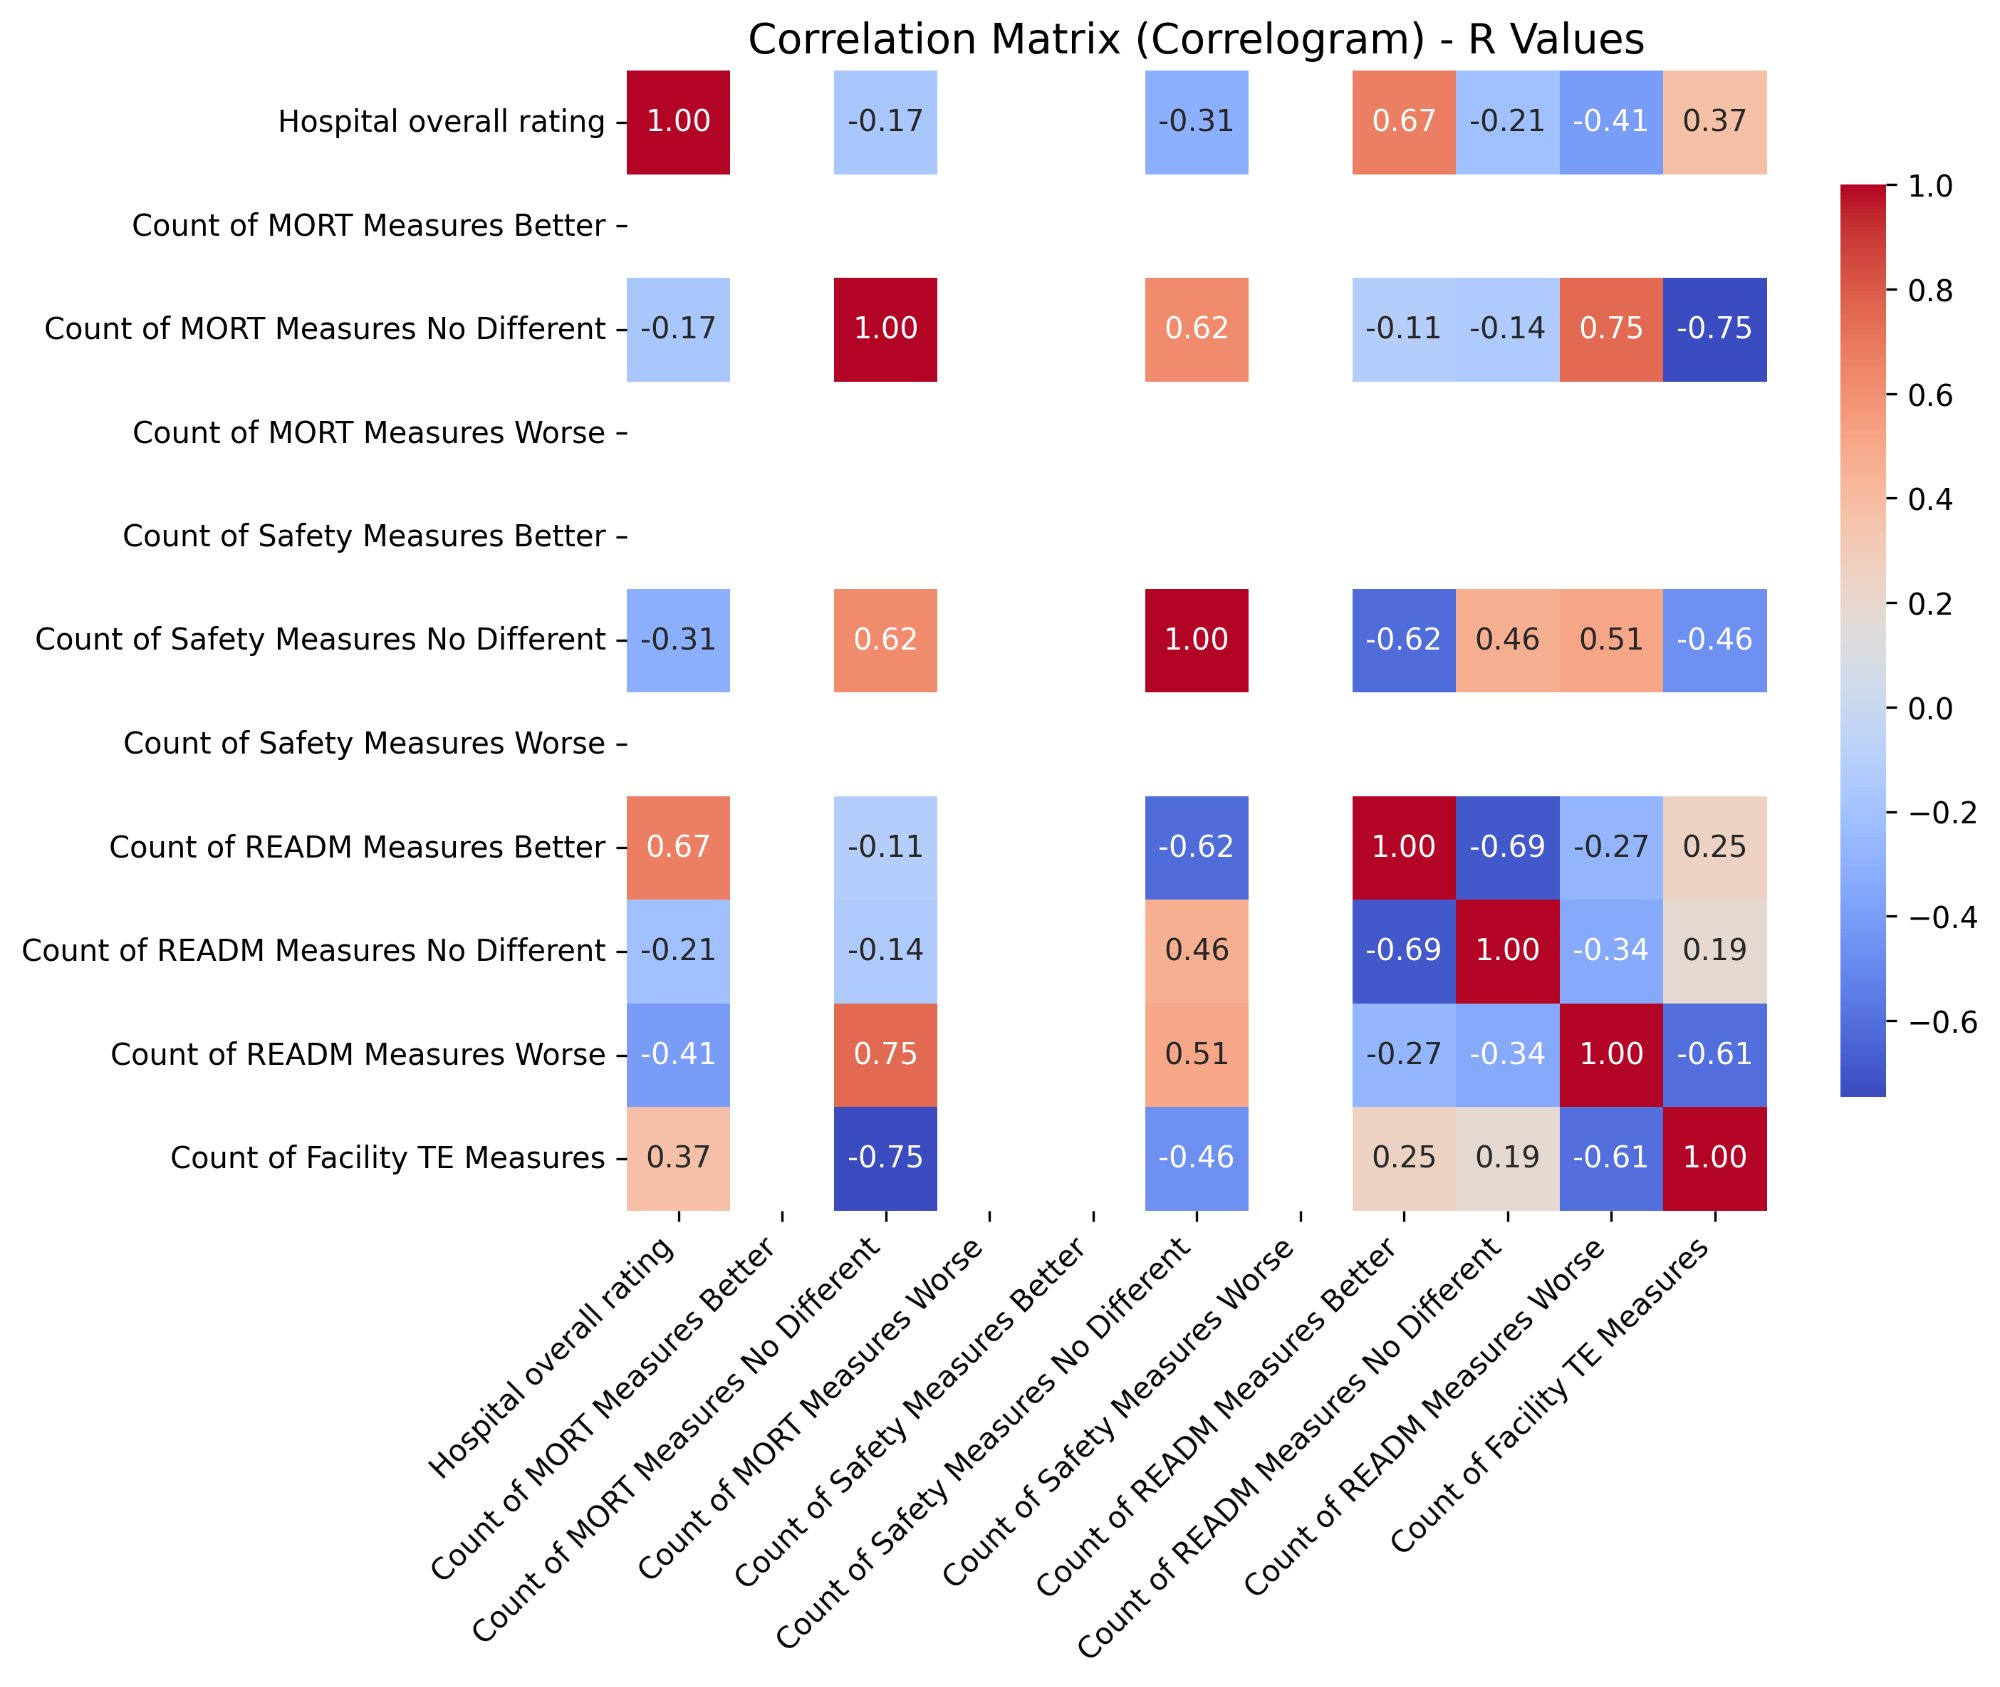 Correlation Matrix (Correlogram) - R Values
Hospital overall rating
1.00 -0.17 -0.31 0.67 -0.21 -0.41 0.37
Count of MORT Measures Better
Count of MORT Measures No Different
-0.17 1.00 0.62 -0.11 -0.14 0.75 -0.75
Count of MORT Measures Worse
Count of Safety Measures Better
Count of Safety Measures No Different
-0.31 0.62 1.00 -0.62 0.46 0.51 -0.46
Count of Safety Measures Worse
Count of READM Measures Better
0.67 -0.11 -0.62 1.00 -0.69 -0.27 0.25
Count of READM Measures No Different
-0.21 -0.14 0.46 -0.69 1.00 -0.34 0.19
Count of READM Measures Worse
-0.41 0.75 0.51 -0.27 -0.34 1.00 -0.61
Count of Facility TE Measures
0.37 -0.75 -0.46 0.25 0.19 -0.61 1.00
Hospital overall rating
Count of MORT Measures Better
Count of MORT Measures No Different
Count of MORT Measures Worse
Count of Safety Measures Better
Count of Safety Measures No Different
Count of Safety Measures Worse
Count of READM Measures Better
Count of READM Measures No Different
Count of READM Measures Worse
Count of Facility TE Measures
1.0
0.8
0.6
0.4
0.2
0.0
−0.2
−0.4
−0.6